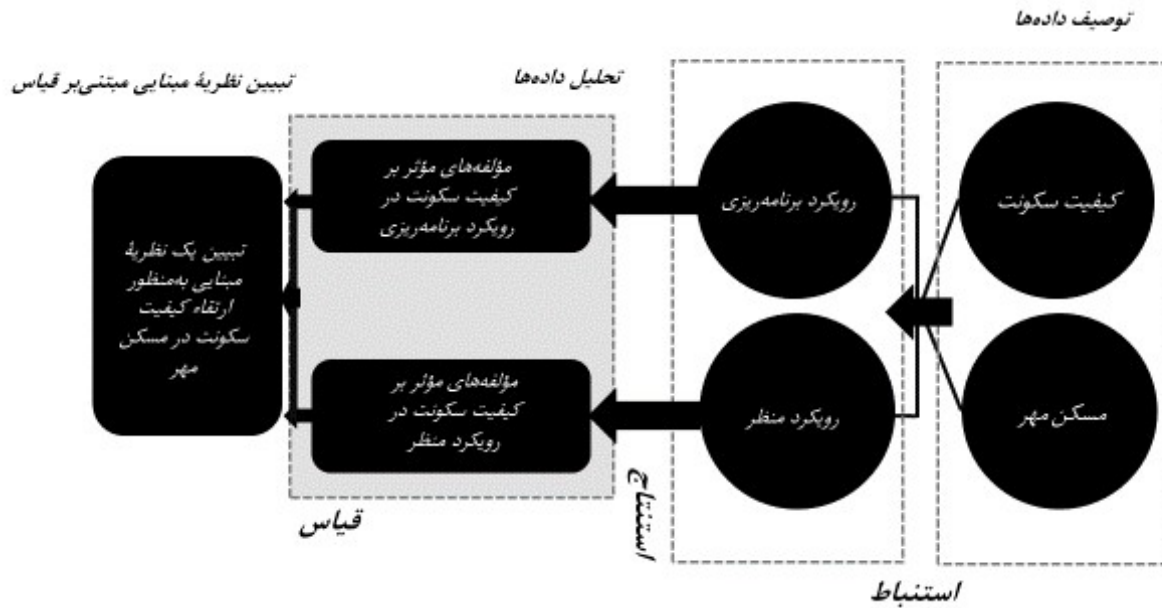 توصیف داده‌ها
کیفیت سکونت
مسکن مهر
استنباط
رویکرد برنامه‌ریزی
رویکرد منظر
استنتاج
تحلیل داده‌ها
مؤلفه‌های مؤثر بر
کیفیت سکونت در
رویکرد برنامه‌ریزی
مؤلفه‌های مؤثر بر
کیفیت سکونت در
رویکرد منظر
قیاس
تبیین نظریهٔ مبنایی مبتنی‌بر قیاس
تبیین یک نظریهٔ
مبنایی به‌منظور
ارتقاء کیفیت
سکونت در مسکن
مهر